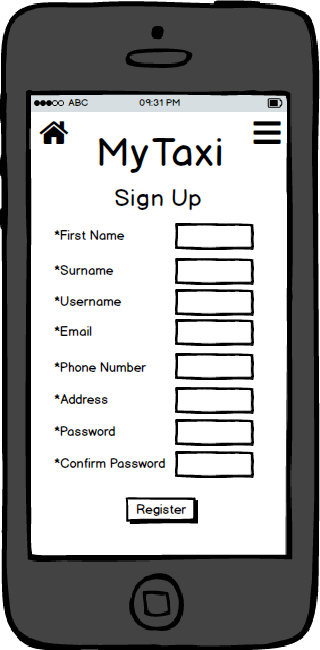 ABC 09:31 PM
MyTaxi
Sign Up
*First Name
*Surname
*Username
*Email
*Phone Number
*Address
*Password
*Confirm Password
Register